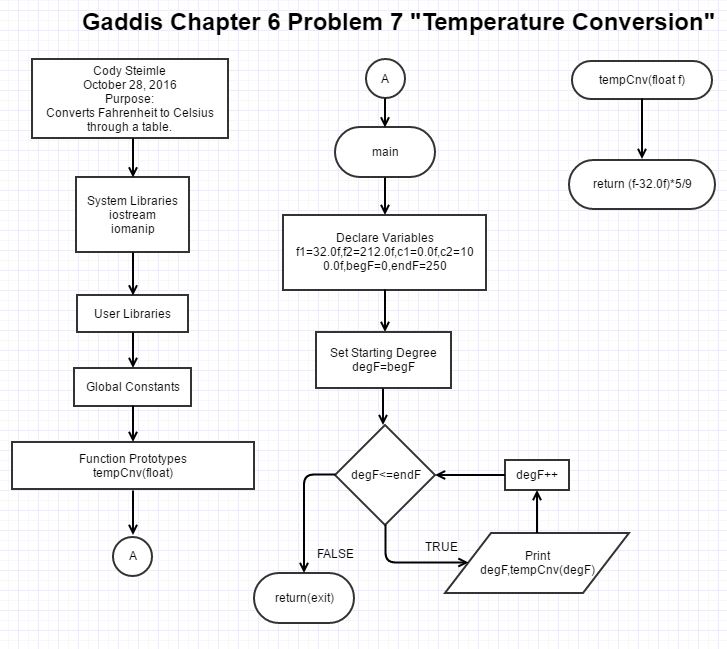 Gaddis Chapter 6 Problem 7 "Temperature Conversion"
Cody Steimle
October 28, 2016
Purpose:
Converts Fahrenheit to Celsius
through a table.
System Libraries
iostream
iomanip
User Libraries
Global Constants
Function Prototypes
tempCnv(float)
A
A
main
Declare Variables
f1=32.0f,f2=212.0f,c1=0.0f,c2=10
0.0f,begF=0,endF=250
Set Starting Degree
degF=begF
degF<=endF
degF++
FALSE
TRUE
Print
degF,tempCnv(degF)
return(exit)
tempCnv(float f)
return (f-32.0f)*5/9